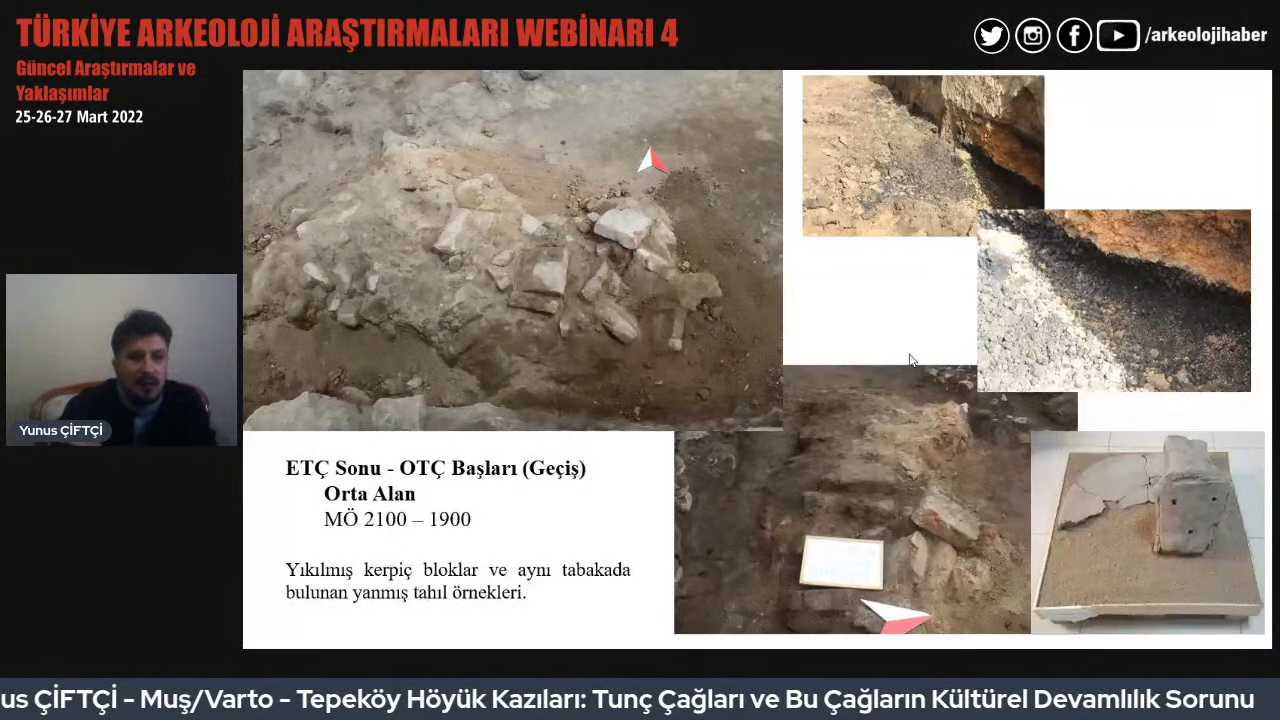 TÜRKİYE ARKEOLOJİ ARAŞTIRMALARI WEBİNARI 4
Güncel Araştırmalar ve
Yaklaşımlar
25-26-27 Mart 2022
/arkeolojihaber
Yunus ÇİFTÇİ
ETÇ Sonu - OTÇ Başları (Geçiş)
Orta Alan
MÖ 2100 – 1900
Yıkılmış kerpiç bloklar ve aynı tabakada
bulunan yanmış tahıl örnekleri.
us ÇİFTÇİ - Muş/Varto - Tepeköy Höyük Kazıları: Tunç Çağları ve Bu Çağların Kültürel Devamlılık Sorunu